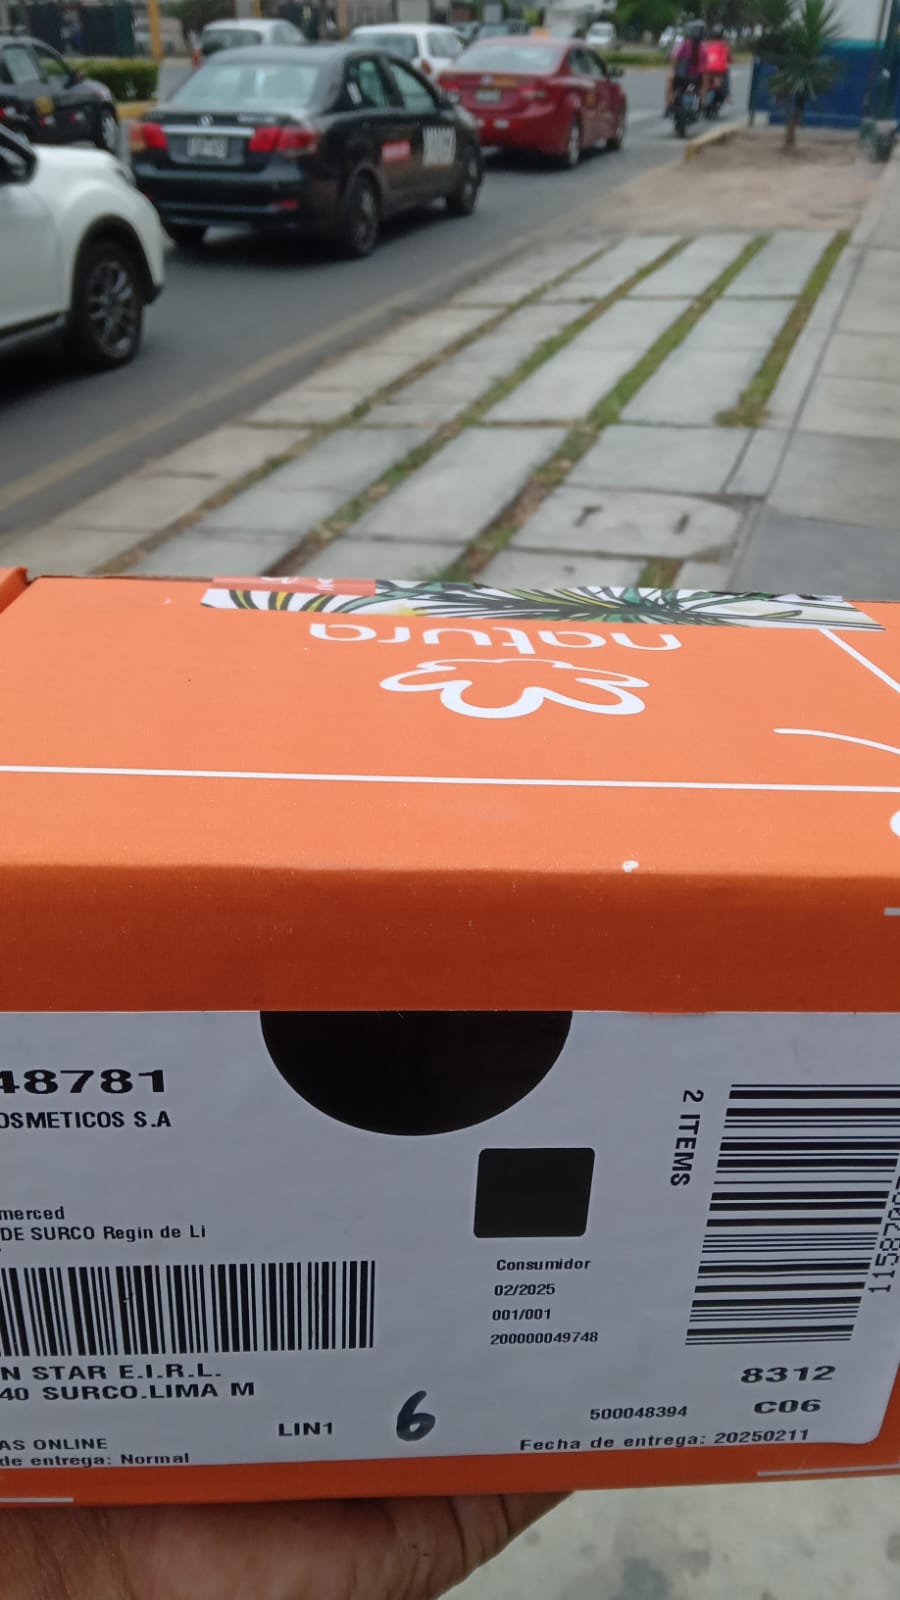 natura
48781
OSMETICOS S.A
merced
DE SURCO Regin de Li
2 ITEMS
Consumidor
02/2025
001/001
200000049748
N STAR E.I.R.L.
40 SURCO.LIMA M
8312
C06
LIN1
6
500048394
AS ONLINE
de entrega: Normal
Fecha de entrega: 20250211